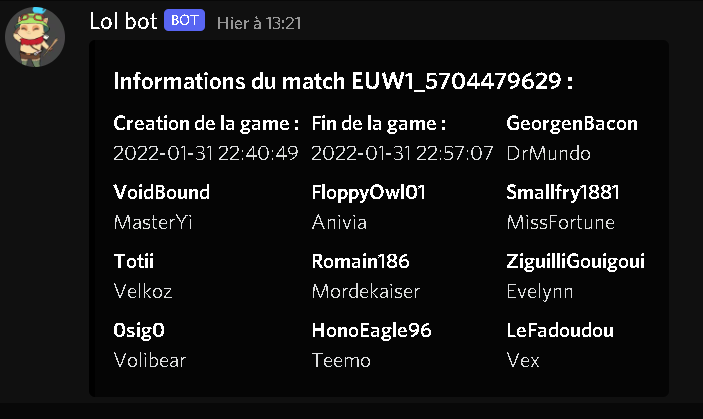 Lol bot BOT Hier à 13:21
Informations du match EUW1_5704479629 :
Creation de la game : Fin de la game : GeorgenBacon
2022-01-31 22:40:49 2022-01-31 22:57:07 DrMundo
VoidBound FloppyOwl01 Smallfry1881
MasterYi Anivia MissFortune
Totii Romain186 ZiguilliGouigoui
Velkoz Mordekaiser Evelynn
0sig0 HonoEagle96 LeFadoudou
Volibear Teemo Vex